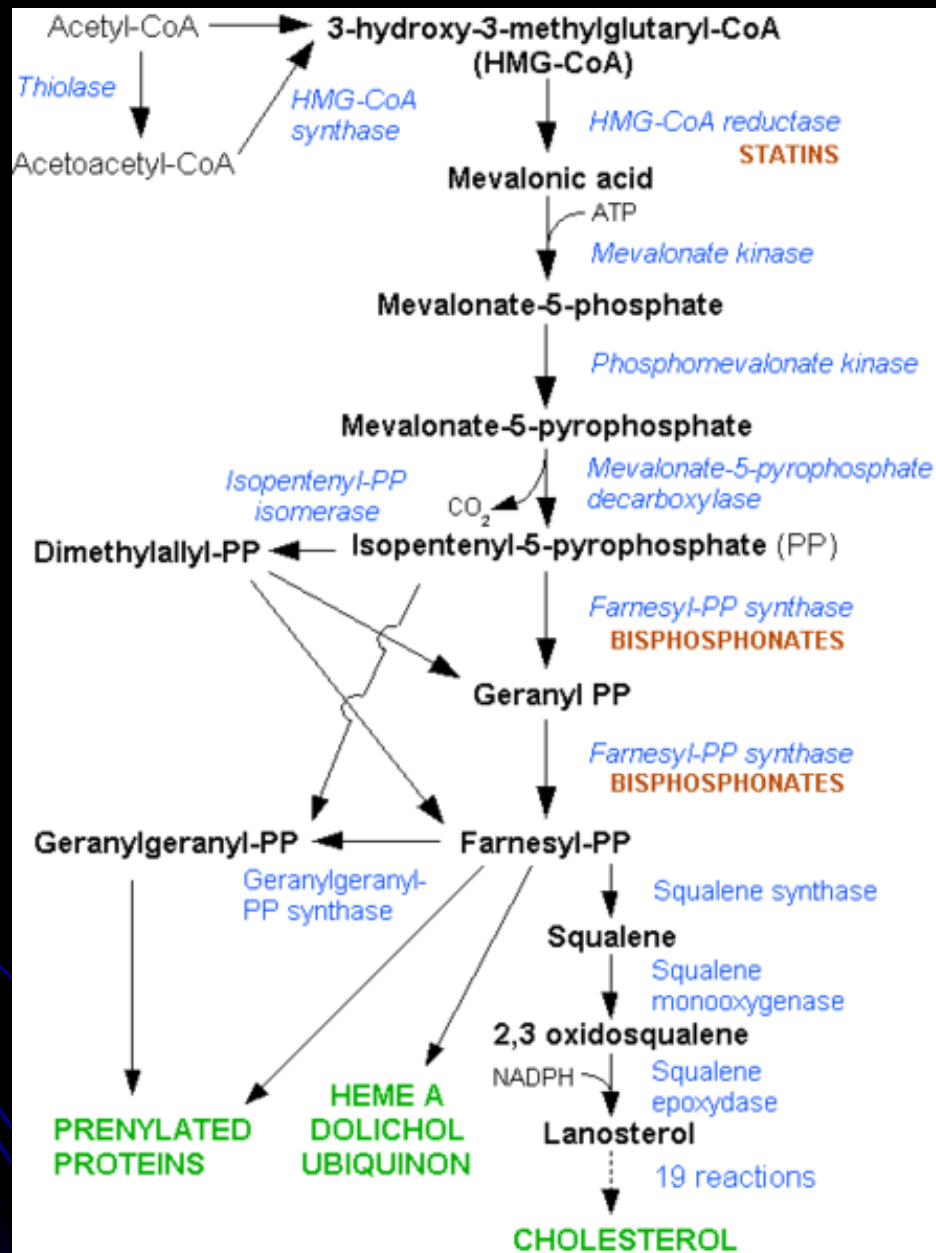 Acetyl-CoA
3-hydroxy-3-methylglutaryl-CoA
(HMG-CoA)
Thiolase
HMG-CoA
synthase
HMG-CoA reductase
STATINS
Acetoacetyl-CoA
Mevalonic acid
ATP
Mevalonate kinase
Mevalonate-5-phosphate
Phosphomevalonate kinase
Mevalonate-5-pyrophosphate
Isopentenyl-PP
isomerase
CO2
Mevalonate-5-pyrophosphate
decarboxylase
Dimethylallyl-PP
Isopentenyl-5-pyrophosphate (PP)
Farnesyl-PP synthase
BISPHOSPHONATES
Geranyl PP
Farnesyl-PP synthase
BISPHOSPHONATES
Geranylgeranyl-PP
Farnesyl-PP
Geranylgeranyl-
PP synthase
Squalene synthase
Squalene
Squalene
monooxygenase
2,3 oxidosqualene
NADPH
Squalene
epoxydase
Lanosterol
PRENYLATED
PROTEINS
HEME A
DOLICHOL
UBIQUINON
19 reactions
CHOLESTEROL